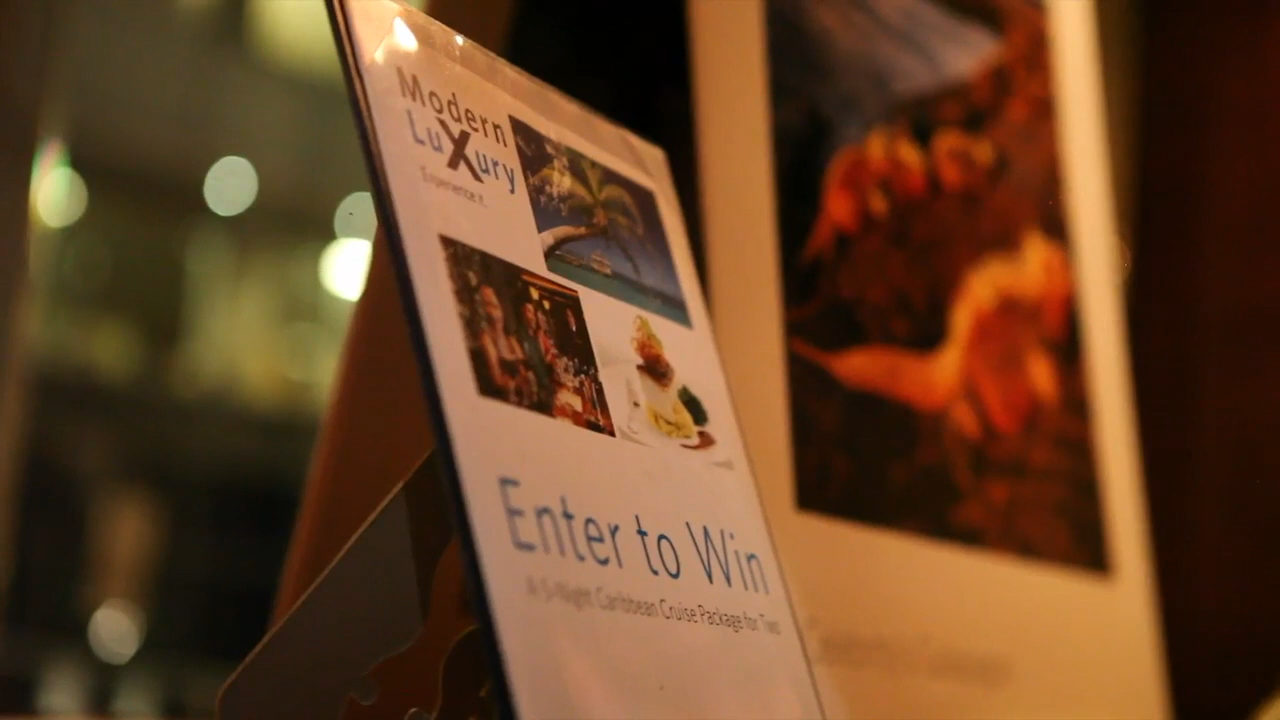 Modern
LuXury
Experience it.
Enter to Win
A 5-Night Caribbean Cruise Package for Two